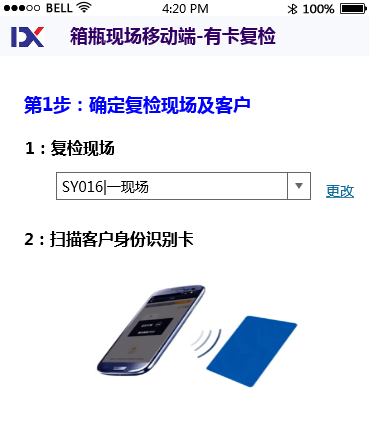 BELL 4:20 PM 100%
DX 箱瓶现场移动端-有卡复检
第1步：确定复检现场及客户
1：复检现场
SY016|一现场 更改
2：扫描客户身份识别卡